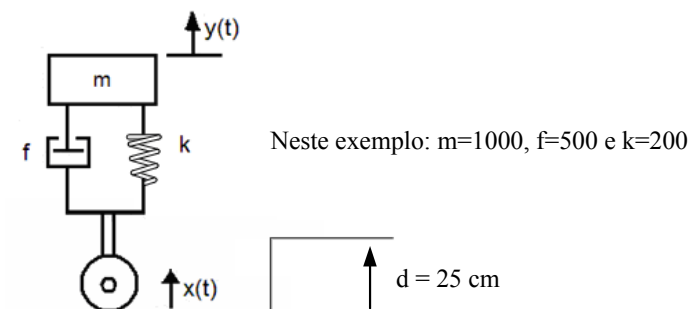 y(t)
m
f
k
Neste exemplo: m=1000, f=500 e k=200
d = 25 cm
x(t)